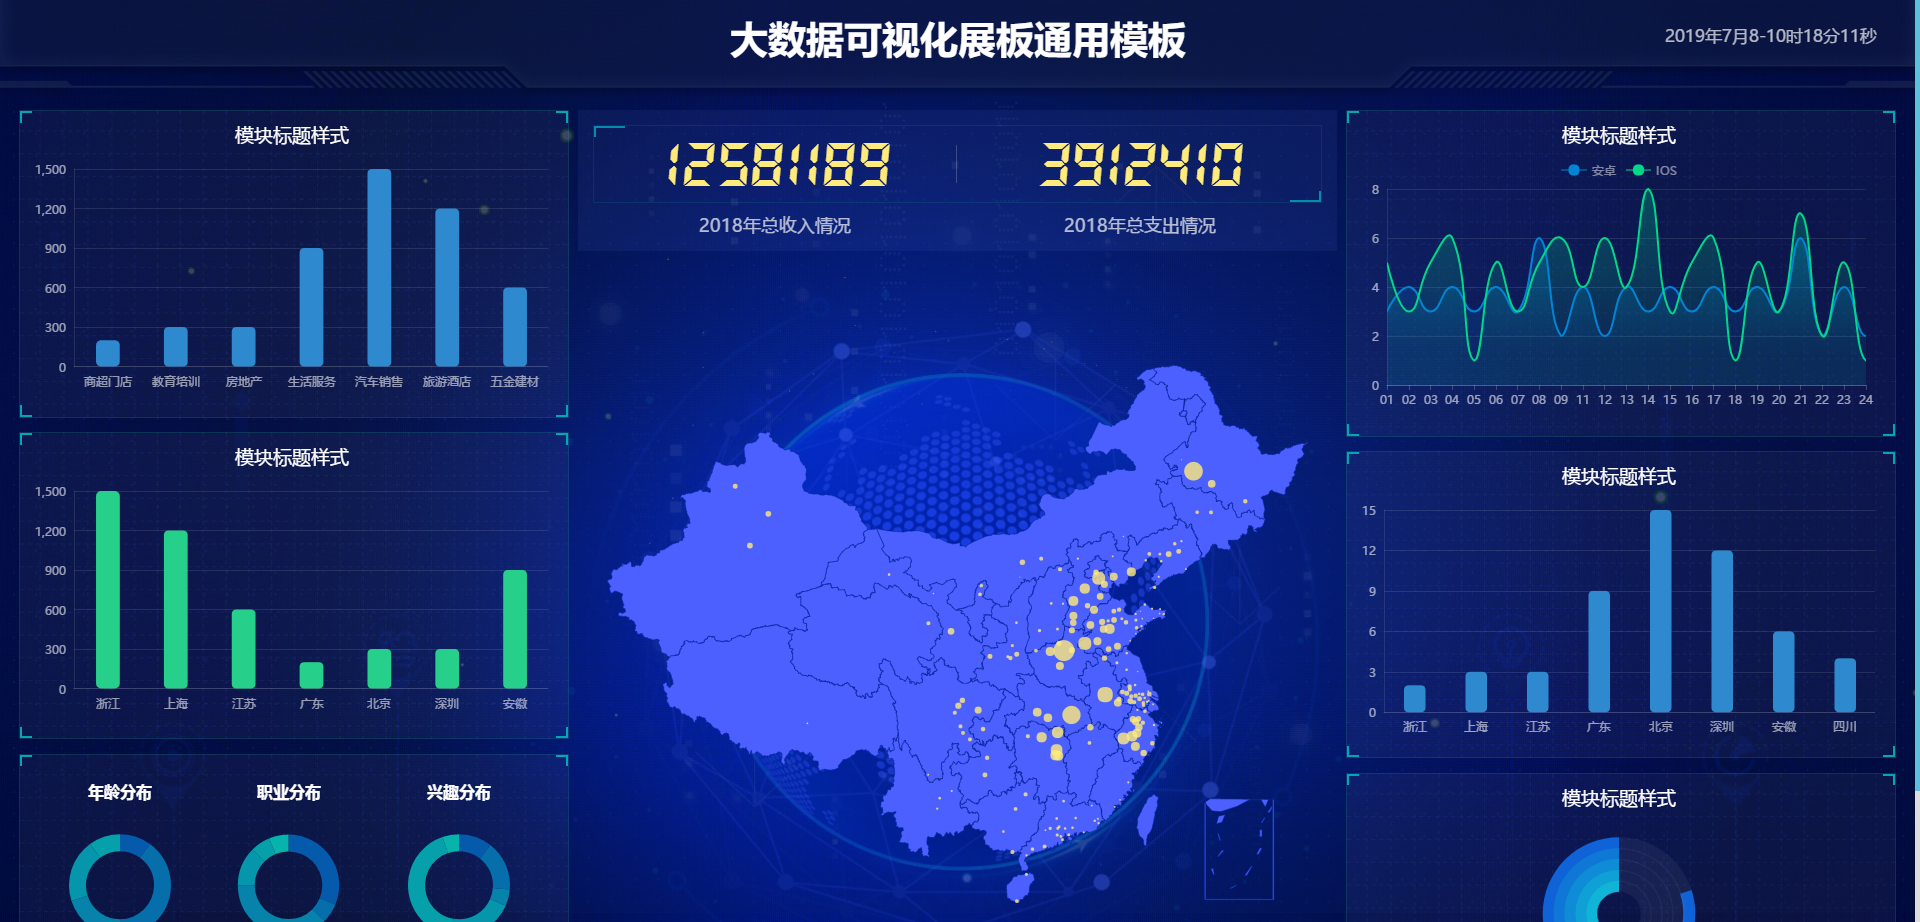 大数据可视化展板通用模板
2019年7月8-10时18分11秒
模块标题样式
1,500
1,200
900
600
300
0
商超门店 教育培训 房地产 生活服务 汽车销售 旅游酒店 五金建材
12581189
3912410
2018年总收入情况
2018年总支出情况
模块标题样式
安卓 IOS
8
6
4
2
0
01 02 03 04 05 06 07 08 09 11 12 13 14 15 16 17 18 19 20 21 22 23 24
模块标题样式
1,500
1,200
900
600
300
0
浙江 上海 江苏 广东 北京 深圳 安徽
模块标题样式
15
12
9
6
3
0
浙江 上海 江苏 广东 北京 深圳 安徽 四川
年龄分布 职业分布 兴趣分布
模块标题样式